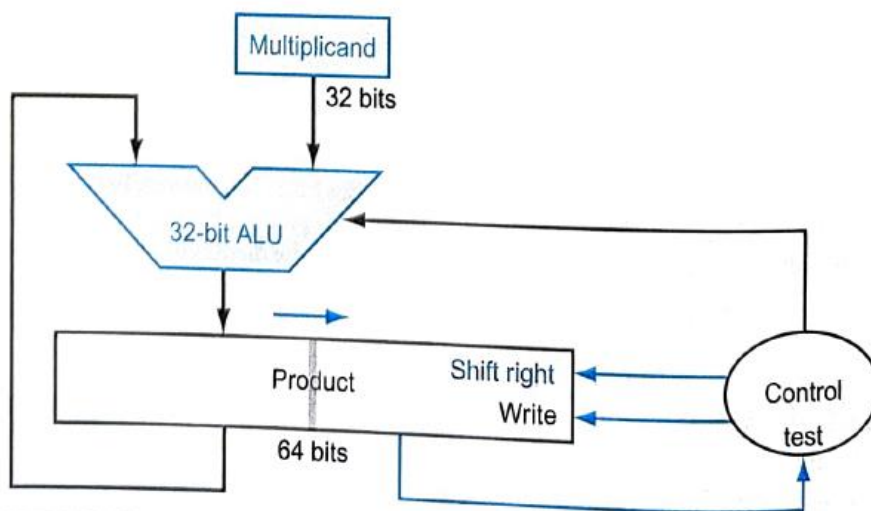 Multiplicand
32 bits
32-bit ALU
Product
Shift right
Write
64 bits
Control
test